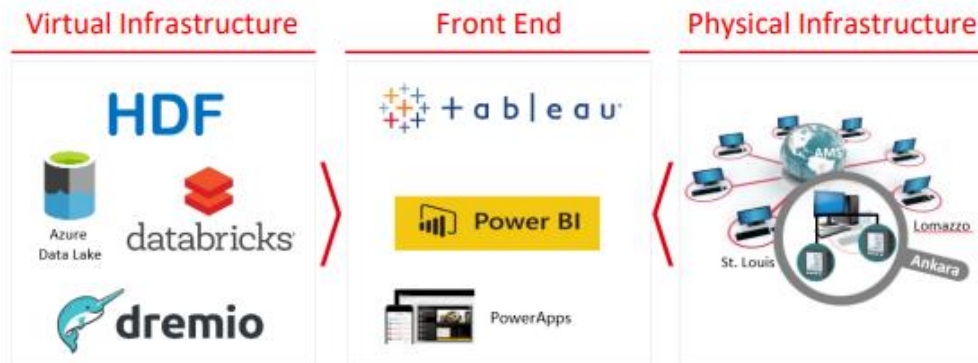 Virtual Infrastructure
Front End
Physical Infrastructure
HDF
Azure
Data Lake
databricks
dremio
+ableau
Power BI
PowerApps
AMS
Lomazzo
St. Louis
Ankara